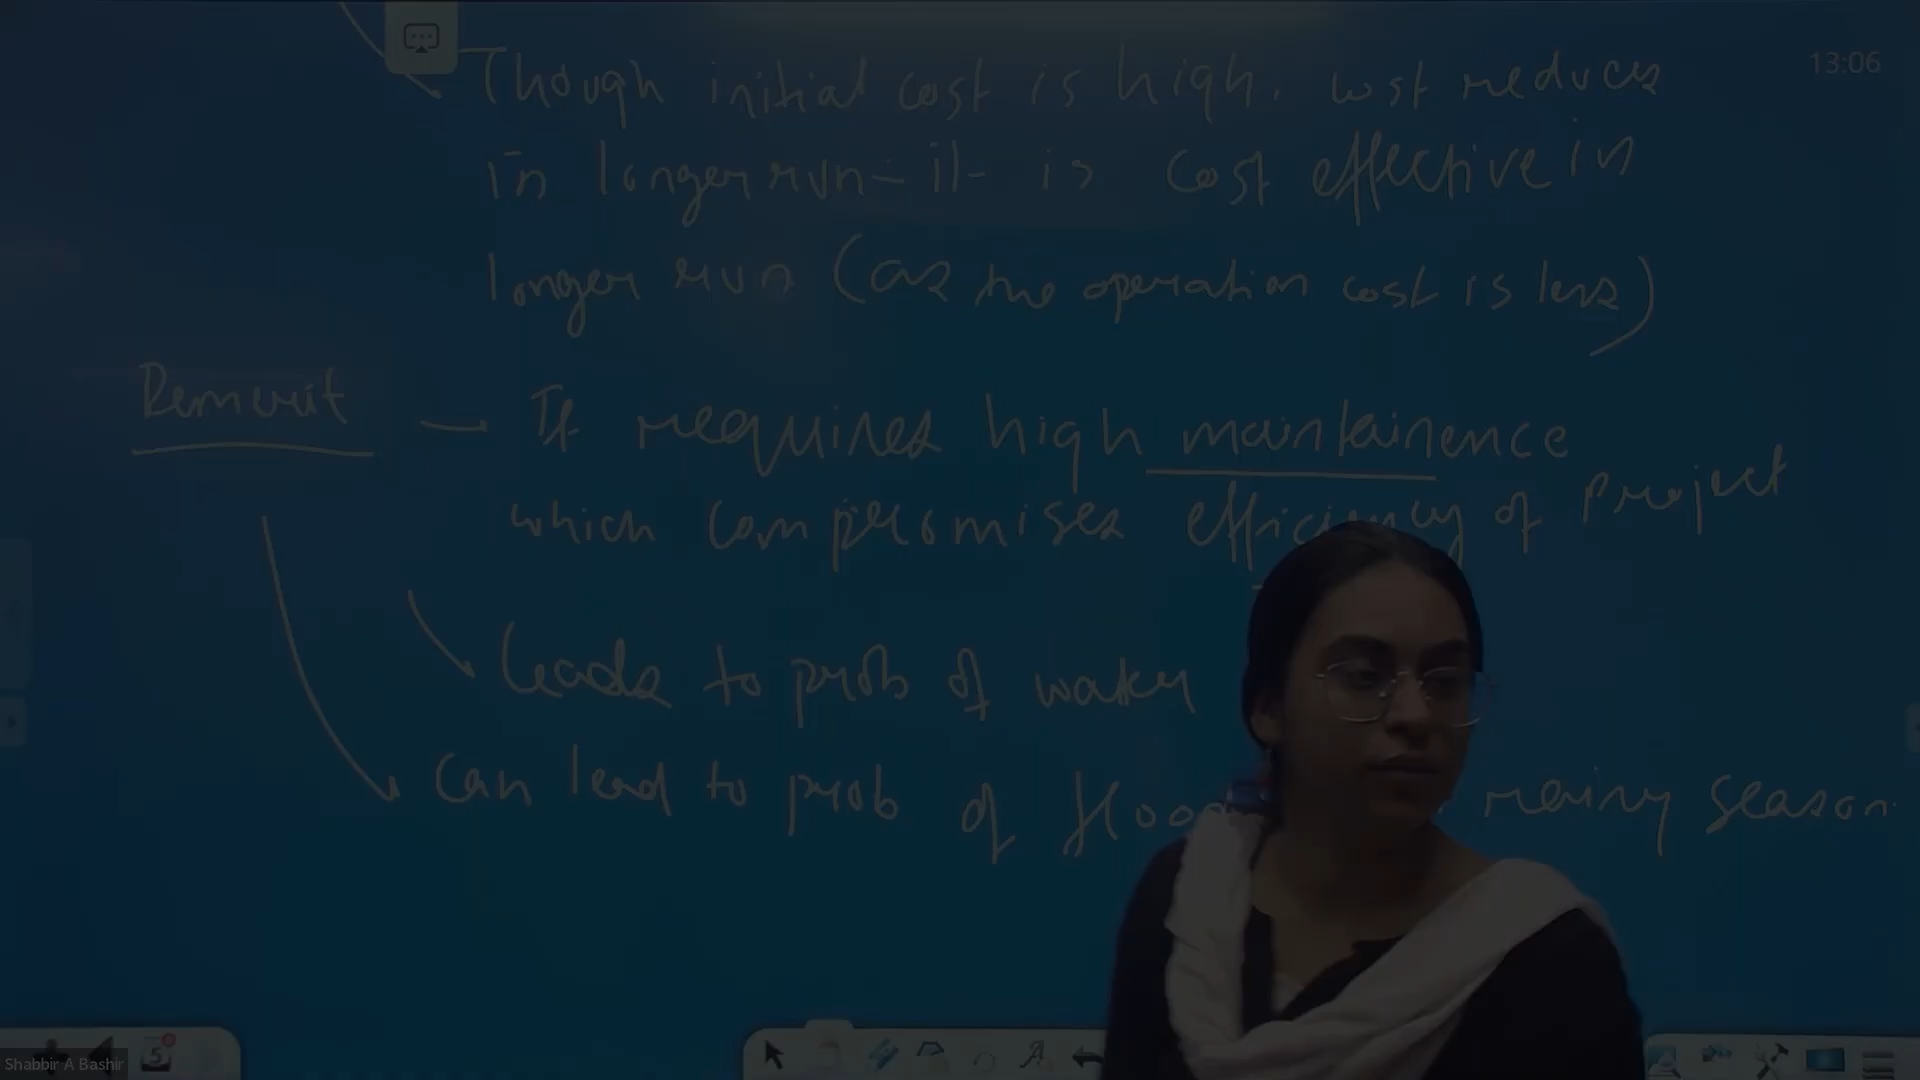 13:06
Though initial cost is high. cost reduces
in longer run - it is cost effective in
longer run (as the operation cost is less)
Demerit - It requires high maintainence
which compromises efficiency of project
Leads to prob of water
Can lead to prob of rainy season
Shabbir A Bashir